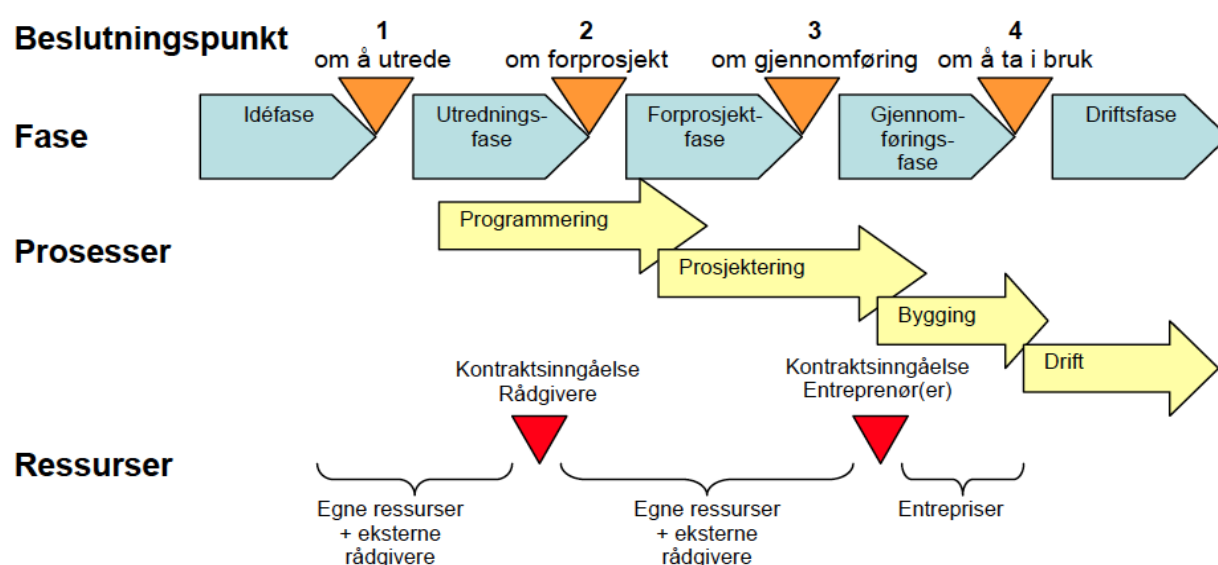 Beslutningspunkt
1
om å utrede
2
om forprosjekt
3
om gjennomføring
4
om å ta i bruk
Fase
Idéfase
Utrednings-
fase
Forprosjekt-
fase
Gjennom-
førings-
fase
Driftsfase
Prosesser
Programmering
Prosjektering
Bygging
Drift
Kontraktsinngåelse
Rådgivere
Kontraktsinngåelse
Entreprenør(er)
Ressurser
Egne ressurser
+ eksterne
rådgivere
Egne ressurser
+ eksterne
rådgivere
Entrepriser